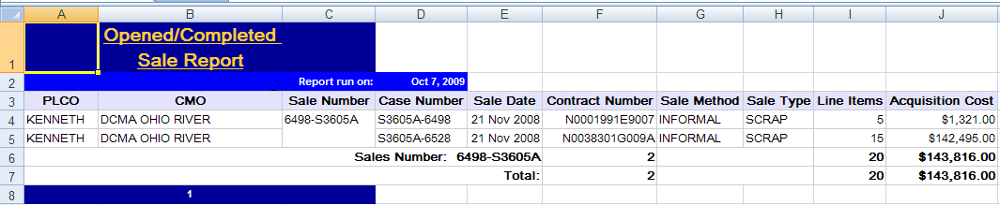 A B C D E F G H I J
1 Opened/Completed
Sale Report
2 Report run on: Oct 7, 2009
3 PLCO CMO Sale Number Case Number Sale Date Contract Number Sale Method Sale Type Line Items Acquisition Cost
4 KENNETH DCMA OHIO RIVER 6498-S3605A S3605A-6498 21 Nov 2008 N0001991E9007 INFORMAL SCRAP 5 $1,321.00
5 KENNETH DCMA OHIO RIVER S3605A-6528 21 Nov 2008 N0038301G009A INFORMAL SCRAP 15 $142,495.00
6 Sales Number: 6498-S3605A 2 20 $143,816.00
7 Total: 2 20 $143,816.00
8 1